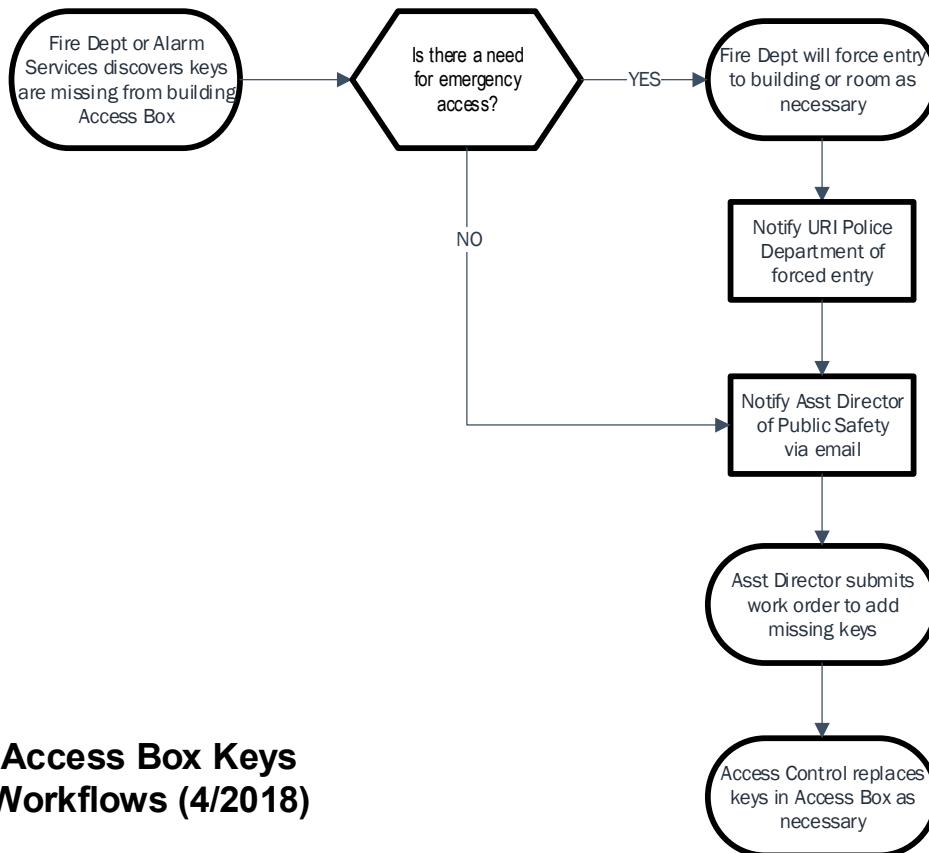 Fire Dept or Alarm
Services discovers keys
are missing from building
Access Box
Is there a need
for emergency
access?
YES
Fire Dept will force entry
to building or room as
necessary
NO
Notify URI Police
Department of
forced entry
Notify Asst Director
of Public Safety
via email
Asst Director submits
work order to add
missing keys
Access Box Keys
Workflows (4/2018)
Access Control replaces
keys in Access Box as
necessary